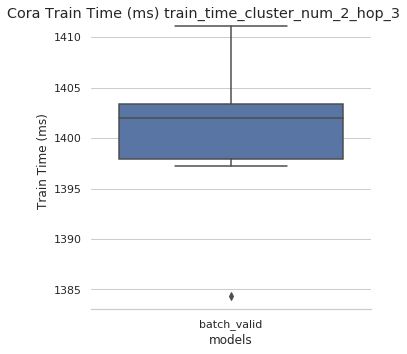 Cora Train Time (ms) train_time_cluster_num_2_hop_3
1410
1405
1400
1395
1390
1385
Train Time (ms)
batch_valid
models